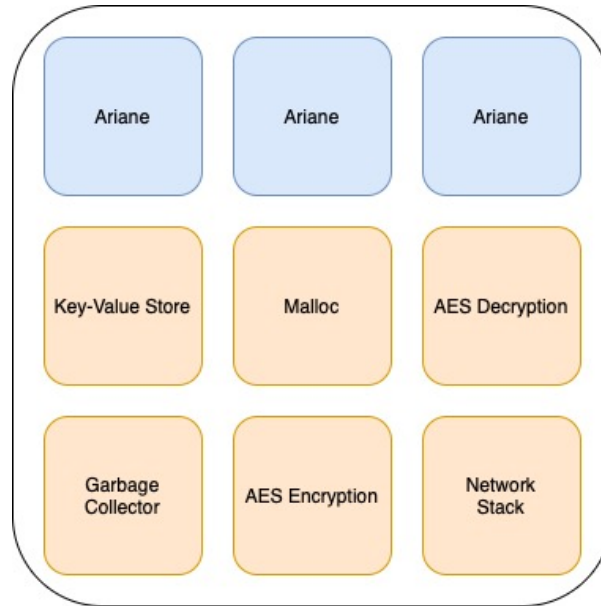 Ariane
Ariane
Ariane
Key-Value Store
Malloc
AES Decryption
Garbage
Collector
AES Encryption
Network
Stack